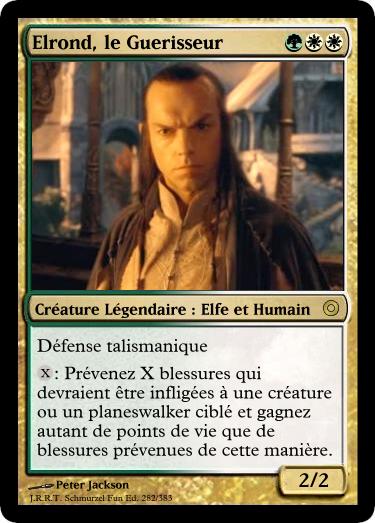 Elrond, le Guerisseur
Créature Légendaire : Elfe et Humain
Défense talismanique
X: Prévenez X blessures qui
devraient être infligées à une créature
ou un planeswalker ciblé et gagnez
autant de points de vie que de
blessures prévenues de cette manière.
2/2
Peter Jackson
J.R.R.T. Schmurzel Fun Ed. 282/383